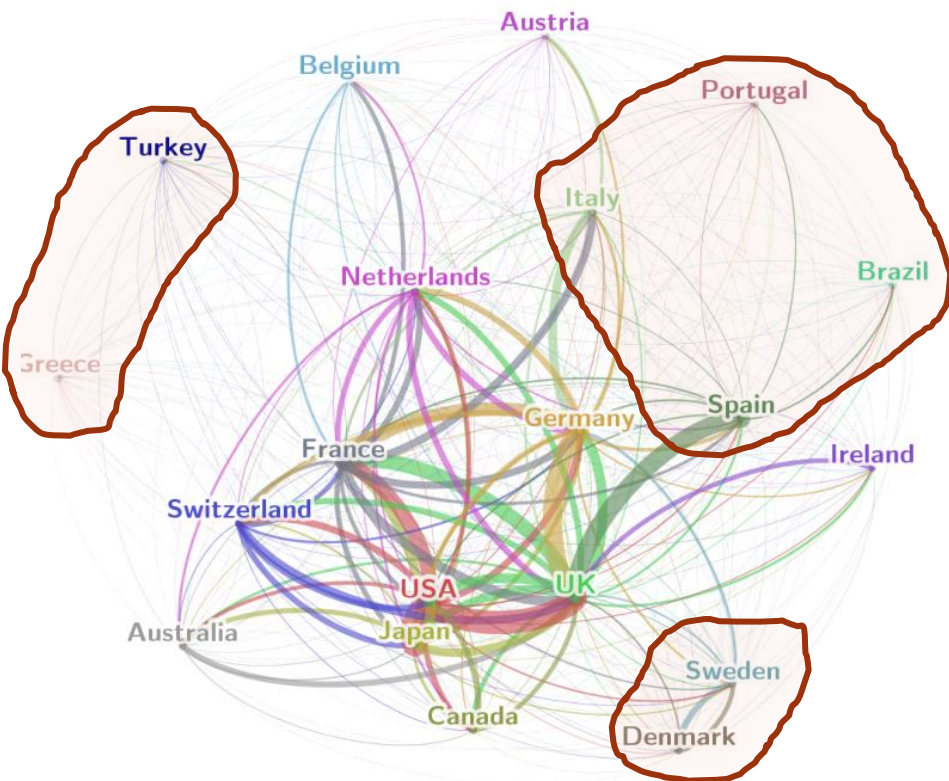 Austria
Belgium
Portugal
Turkey
Italy
Brazil
Netherlands
Greece
Spain
Germany
France
Ireland
Switzerland
USA
UK
Australia
Japan
Sweden
Canada
Denmark